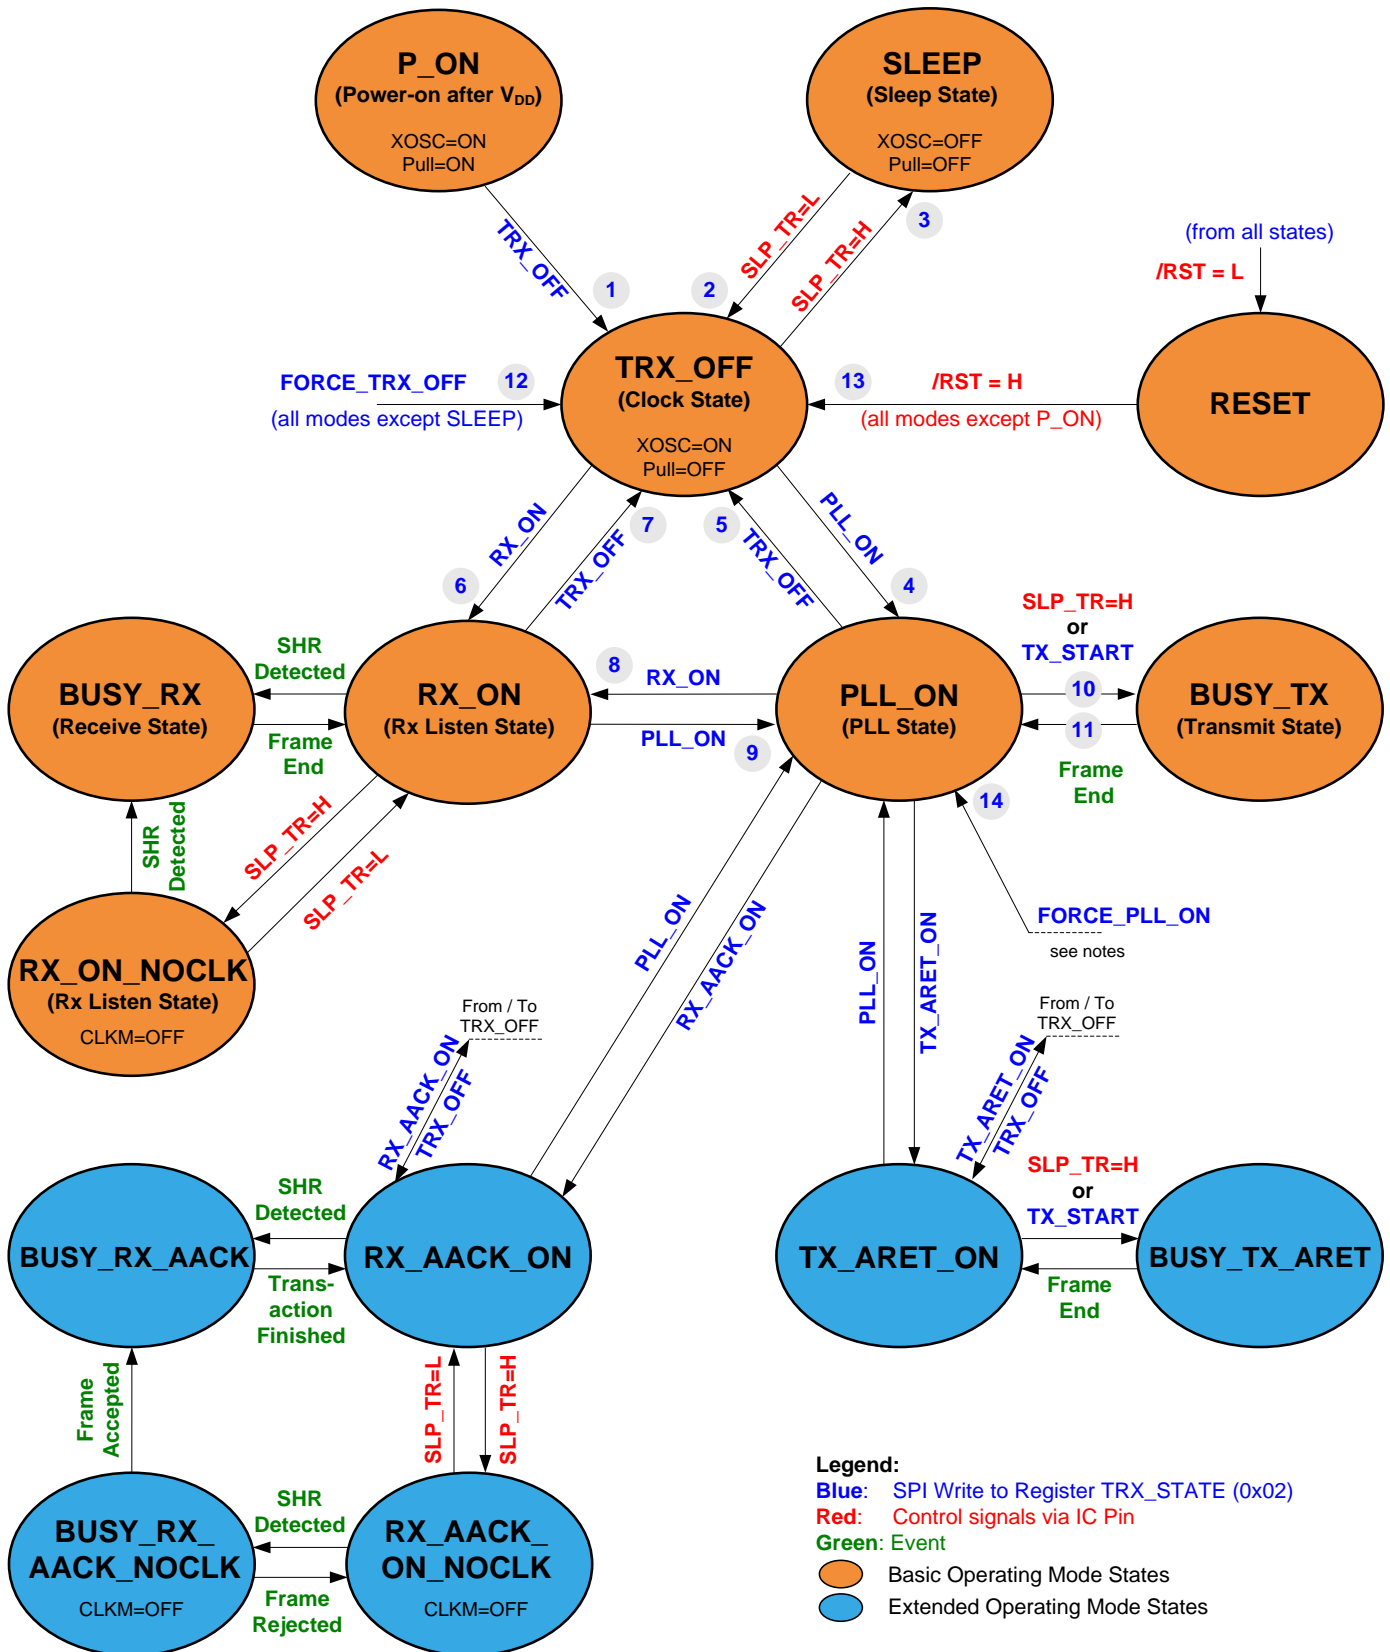 P_ON
(Power-on after VDD)
XOSC=ON
Pull=ON
SLEEP
(Sleep State)
XOSC=OFF
Pull=OFF
TRX_OFF
1
SLP_TR=L
2
SLP_TR=H
3
(from all states)
/RST = L
TRX_OFF
(Clock State)
XOSC=ON
Pull=OFF
FORCE_TRX_OFF
12
(all modes except SLEEP)
13
/RST = H
(all modes except P_ON)
RESET
RX_ON
6
TRX_OFF
7
5
TRX_OFF
PLL_ON
4
BUSY_RX
(Receive State)
SHR
Detected
Frame
End
RX_ON
(Rx Listen State)
8
RX_ON
PLL_ON
9
PLL_ON
(PLL State)
SLP_TR=H
or
TX_START
10
11
Frame
End
BUSY_TX
(Transmit State)
14
FORCE_PLL_ON
see notes
SHR
Detected
SLP_TR=H
SLP_TR=L
RX_ON_NOCLK
(Rx Listen State)
CLKM=OFF
PLL_ON
RX_AACK_ON
PLL_ON
TX_ARET_ON
From / To
TRX_OFF
RX_AACK_ON
TRX_OFF
From / To
TRX_OFF
TX_ARET_ON
TRX_OFF
BUSY_RX_AACK
SHR
Detected
Trans-
action
Finished
RX_AACK_ON
TX_ARET_ON
SLP_TR=H
or
TX_START
Frame
End
BUSY_TX_ARET
Frame
Accepted
SLP_TR=L
SLP_TR=H
BUSY_RX_
AACK_NOCLK
CLKM=OFF
SHR
Detected
Frame
Rejected
RX_AACK_
ON_NOCLK
CLKM=OFF
Legend:
Blue: SPI Write to Register TRX_STATE (0x02)
Red: Control signals via IC Pin
Green: Event
Basic Operating Mode States
Extended Operating Mode States